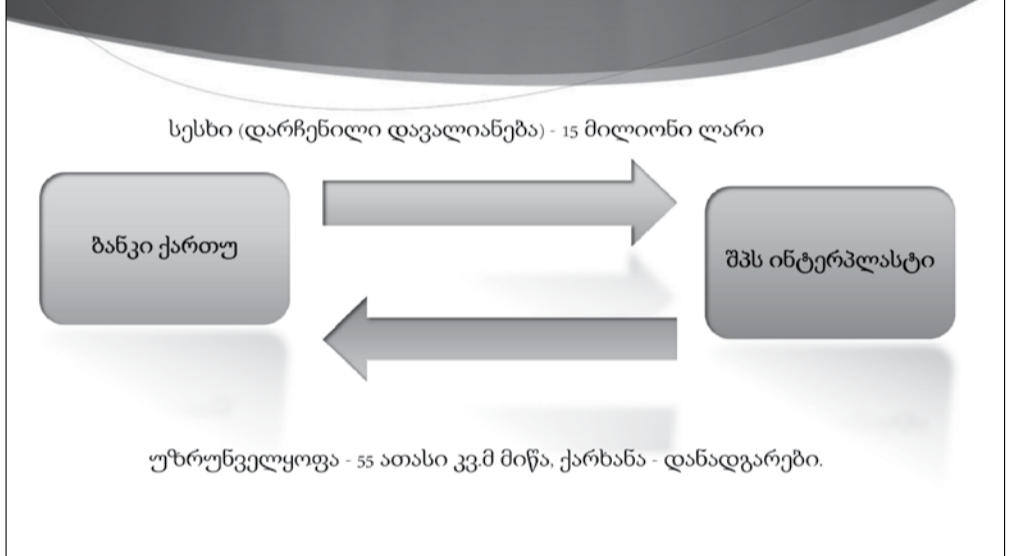 სესხი (დარჩენილი დავალიანება) - 15 მილიონი ლარი
ბანკი ქართუ
შპს ინტერპლასტი
უზრუნველყოფა - 55 ათასი კვ.მ მიწა, ქარხანა - დანადგარები.